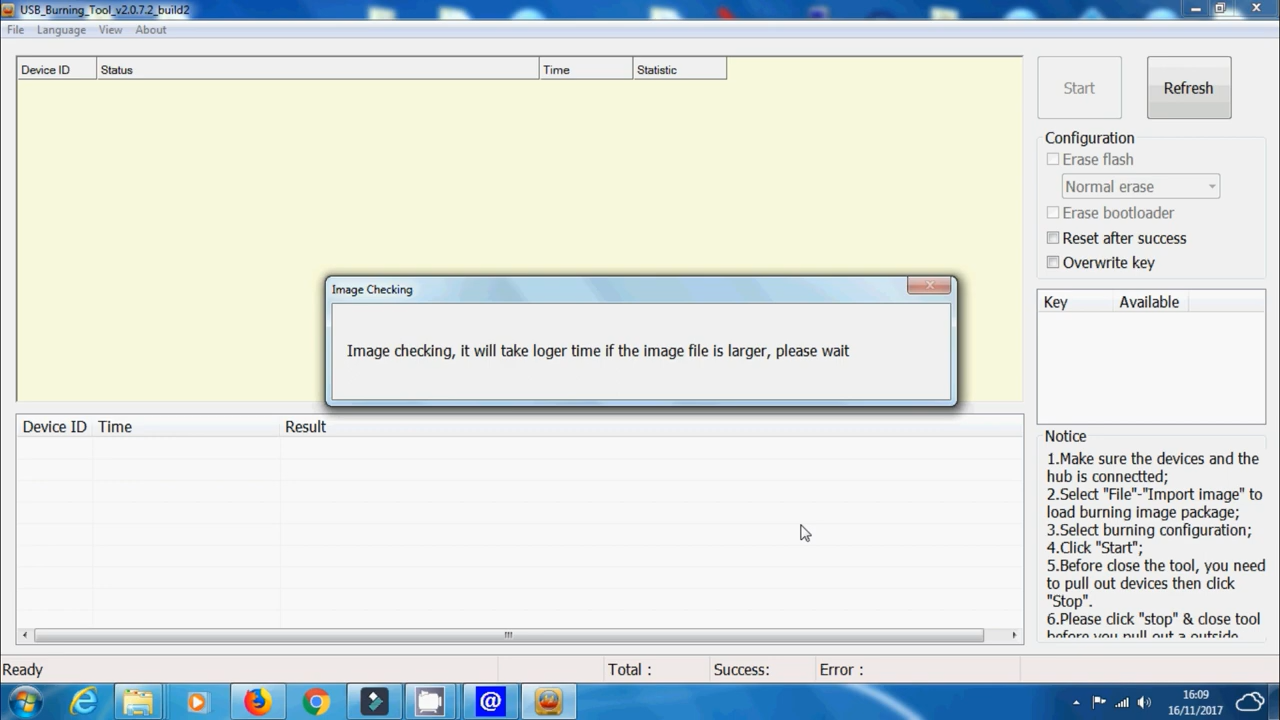 USB_Burning_Tool_v2.0.7.2_build2
File Language View About
Device ID Status Time Statistic
Start Refresh
Configuration
Erase flash
Normal erase
Erase bootloader
Reset after success
Overwrite key
Image Checking
Image checking, it will take loger time if the image file is larger, please wait
Key Available
Device ID Time Result
Notice
1.Make sure the devices and the
hub is connectted;
2.Select "File"-"Import image" to
load burning image package;
3.Select burning configuration;
4.Click "Start";
5.Before close the tool, you need
to pull out devices then click
"Stop".
6.Please click "stop" & close tool
before you pull out a outside
Ready Total : Success: Error :
@
16:09
16/11/2017